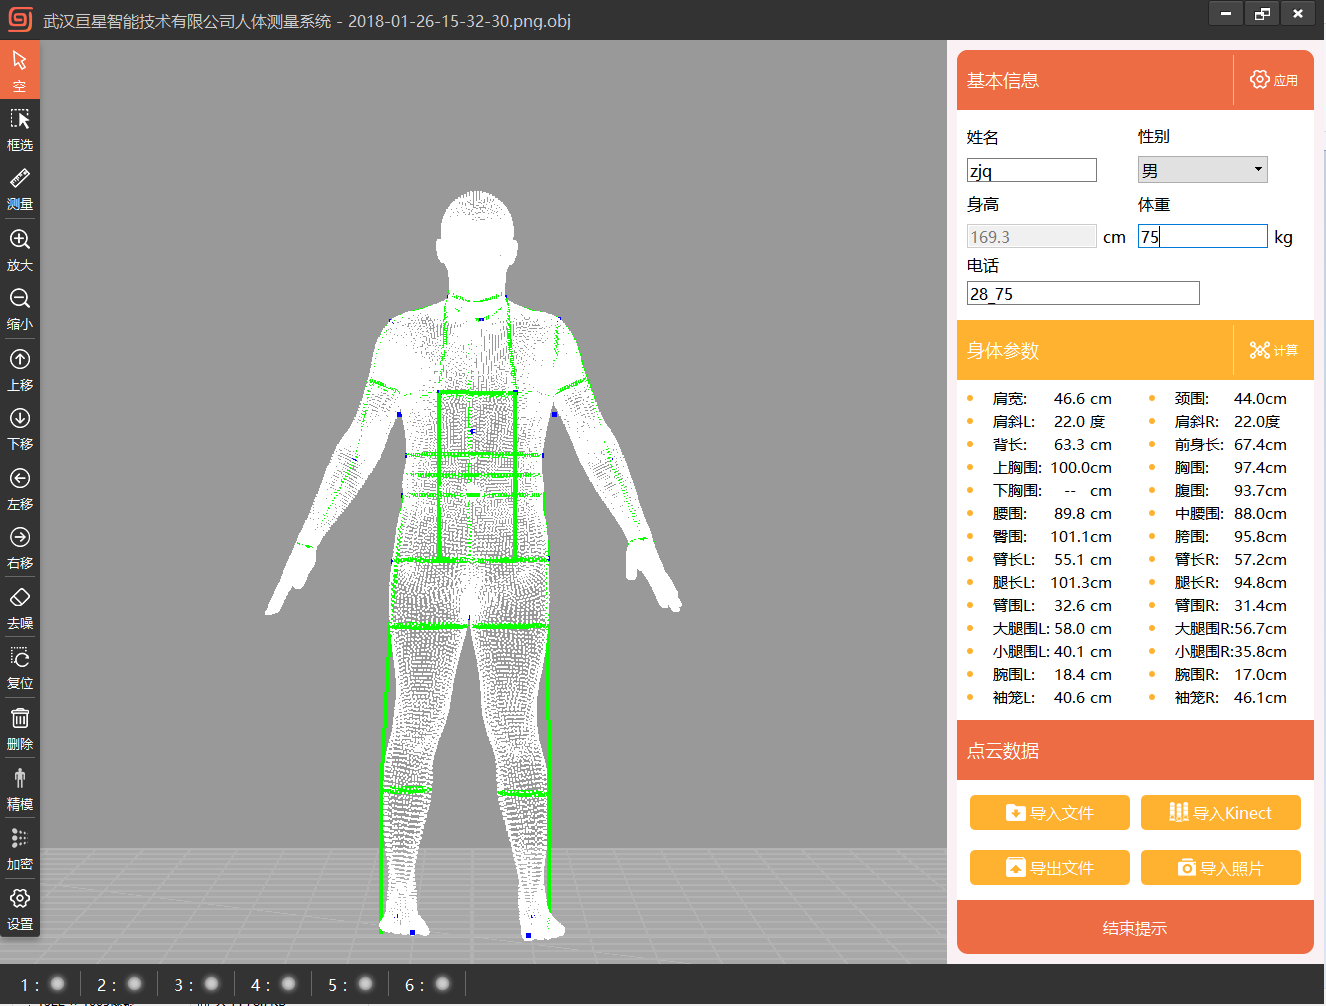 武汉巨星智能技术有限公司人体测量系统 - 2018-01-26-15-32-30.png.obj
空
框选
测量
放大
缩小
上移
下移
左移
右移
去噪
复位
删除
精模
加密
设置
基本信息
应用
姓名 性别
zjq 男
身高 体重
169.3 cm 75 kg
电话
28_75
身体参数
计算
肩宽: 46.6 cm 颈围: 44.0cm
肩斜L: 22.0 度 肩斜R: 22.0度
背长: 63.3 cm 前身长: 67.4cm
上胸围: 100.0cm 胸围: 97.4cm
下胸围: -- cm 腹围: 93.7cm
腰围: 89.8 cm 中腰围: 88.0cm
臀围: 101.1cm 胯围: 95.8cm
臂长L: 55.1 cm 臂长R: 57.2cm
腿长L: 101.3cm 腿长R: 94.8cm
臂围L: 32.6 cm 臂围R: 31.4cm
大腿围L: 58.0 cm 大腿围R:56.7cm
小腿围L: 40.1 cm 小腿围R:35.8cm
腕围L: 18.4 cm 腕围R: 17.0cm
袖笼L: 40.6 cm 袖笼R: 46.1cm
点云数据
导入文件 导入Kinect
导出文件 导入照片
结束提示
1 : 2 : 3 : 4 : 5 : 6 :